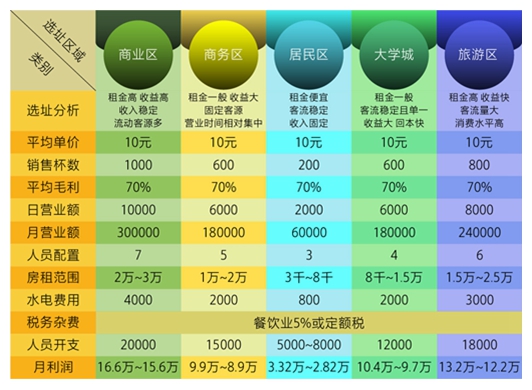 选址区域
类别
商业区 商务区 居民区 大学城 旅游区
选址分析
租金高 收益高
收入稳定
流动客源多
租金一般 收益大
固定客源
营业时间相对集中
租金便宜
客流稳定
收入固定
租金一般
客流稳定且单一
收益大 回本快
租金高 收益快
客流量大
消费水平高
平均单价 10元 10元 10元 10元 10元
销售杯数 1000 600 200 600 800
平均毛利 70% 70% 70% 70% 70%
日营业额 10000 6000 2000 6000 8000
月营业额 300000 180000 60000 180000 240000
人员配置 7 5 3 4 6
房租范围 2万~3万 1万~2万 3千~8千 8千~1.5万 1.5万~2.5万
水电费用 4000 2000 800 2000 3000
税务杂费 餐饮业5%或定额税
人员开支 20000 15000 5000~8000 12000 18000
月利润 16.6万~15.6万 9.9万~8.9万 3.32万~2.82万 10.4万~9.7万 13.2万~12.2万